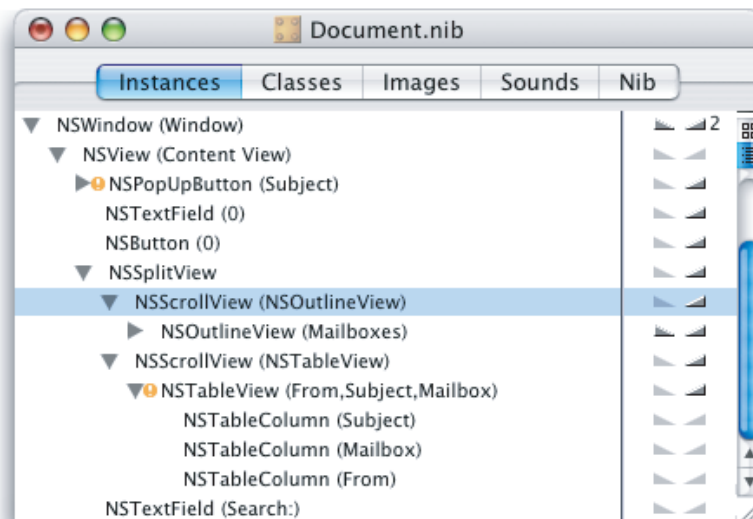 Document.nib
Instances Classes Images Sounds Nib
NSWindow (Window) 2
NSView (Content View)
NSPopUpButton (Subject)
NSTextField (0)
NSButton (0)
NSSplitView
NSScrollView (NSOutlineView)
NSOutlineView (Mailboxes)
NSScrollView (NSTableView)
NSTableView (From,Subject,Mailbox)
NSTableColumn (Subject)
NSTableColumn (Mailbox)
NSTableColumn (From)
NSTextField (Search:)